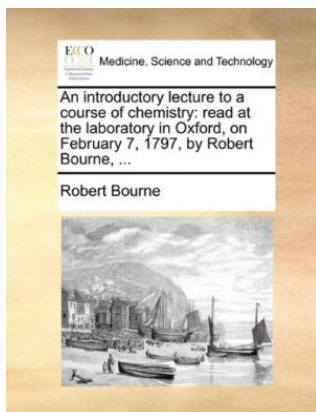 ECCO
Medicine, Science and Technology
An introductory lecture to a
course of chemistry: read at
the laboratory in Oxford, on
February 7, 1797, by Robert
Bourne, ...
Robert Bourne